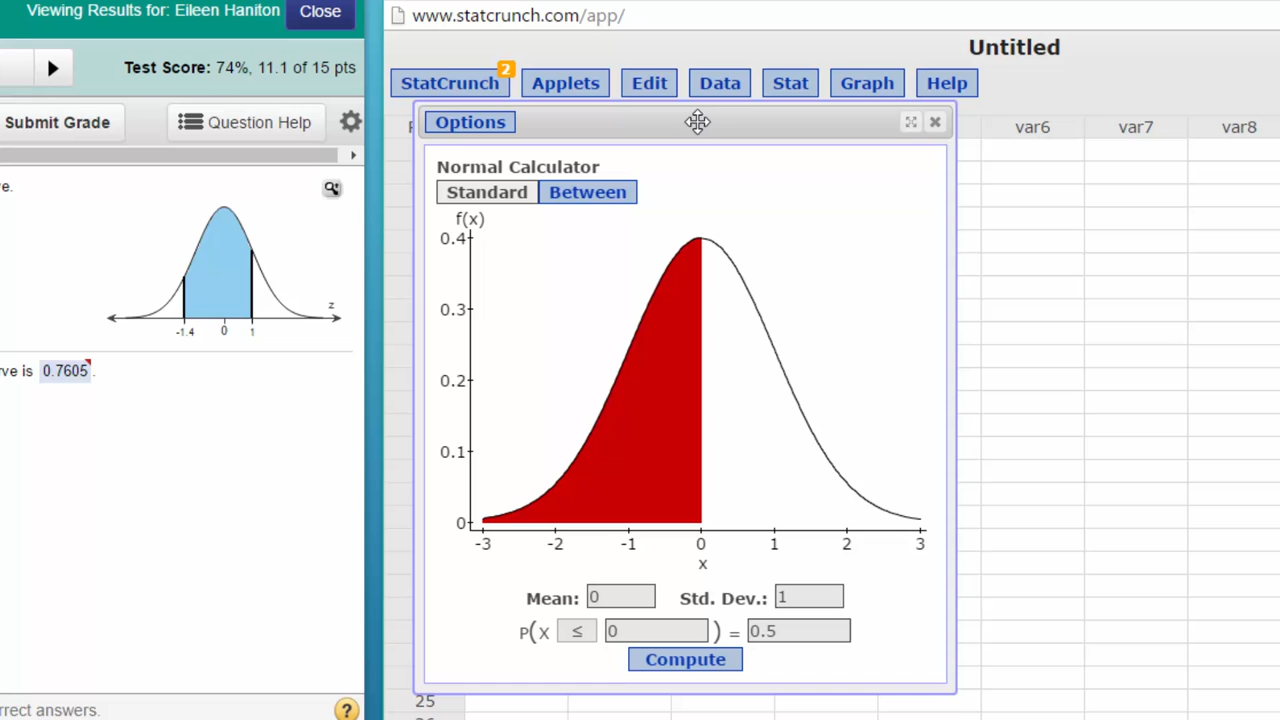 Viewing Results for: Eileen Haniton
Close
Test Score: 74%, 11.1 of 15 pts
Submit Grade
Question Help
ve.
z
-1.4 0 1
ve is 0.7605.
rrect answers.
?
www.statcrunch.com/app/
Untitled
StatCrunch 2 Applets Edit Data Stat Graph Help
var6 var7 var8
Options
Normal Calculator
Standard Between
f(x)
0.4
0.3
0.2
0.1
0
-3 -2 -1 0 1 2 3
x
Mean: 0 Std. Dev.: 1
P(X ≤ 0) = 0.5
Compute
25